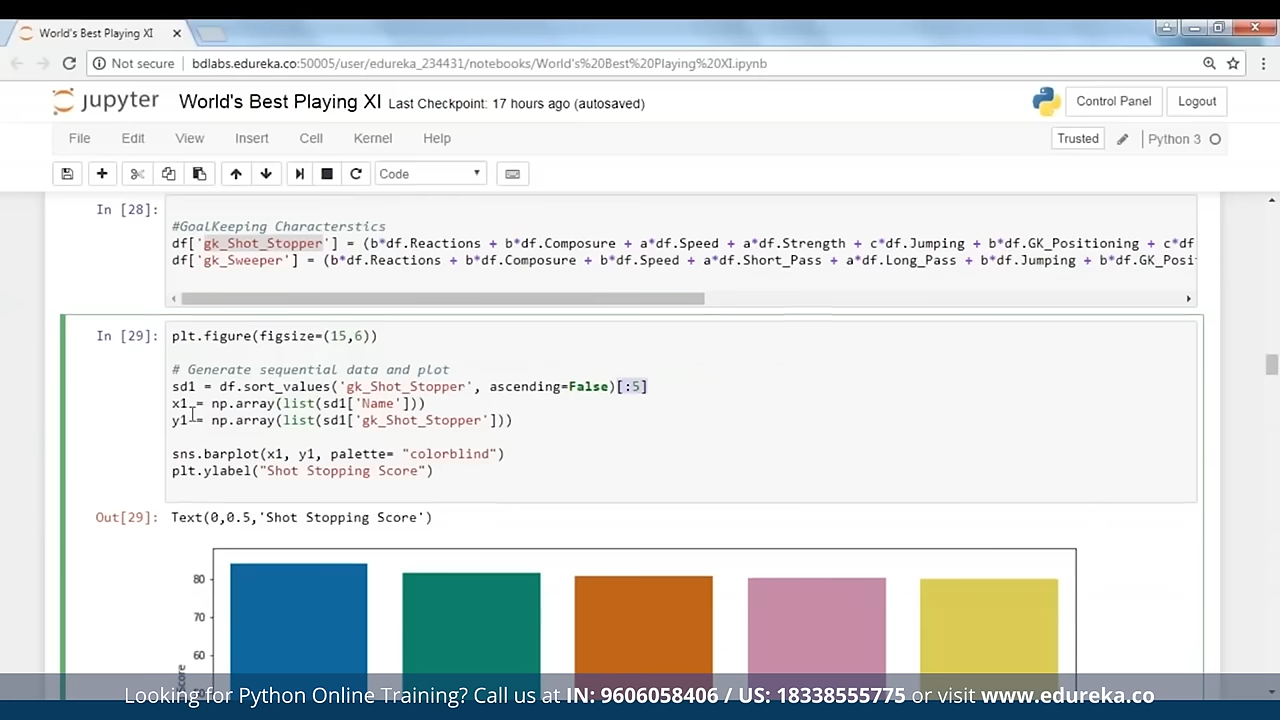 World's Best Playing XI
Not secure | bdlabs.edureka.co:50005/user/edureka_234431/notebooks/World's%20Best%20Playing%20XI.ipynb
jupyter World's Best Playing XI Last Checkpoint: 17 hours ago (autosaved) Control Panel Logout
File Edit View Insert Cell Kernel Help Trusted Python 3
Code
In [28]:
#GoalKeeping Characterstics
df['gk_Shot_Stopper'] = (b*df.Reactions + b*df.Composure + a*df.Speed + a*df.Strength + c*df.Jumping + b*df.GK_Positioning + c*df
df['gk_Sweeper'] = (b*df.Reactions + b*df.Composure + b*df.Speed + a*df.Short_Pass + a*df.Long_Pass + b*df.Jumping + b*df.GK_Posi
In [29]: plt.figure(figsize=(15,6))
# Generate sequential data and plot
sd1 = df.sort_values('gk_Shot_Stopper', ascending=False)[:5]
x1 = np.array(list(sd1['Name']))
y1 = np.array(list(sd1['gk_Shot_Stopper']))
sns.barplot(x1, y1, palette= "colorblind")
plt.ylabel("Shot Stopping Score")
Out[29]: Text(0,0.5,'Shot Stopping Score')
80
70
60
Looking for Python Online Training? Call us at IN: 9606058406 / US: 18338555775 or visit www.edureka.co